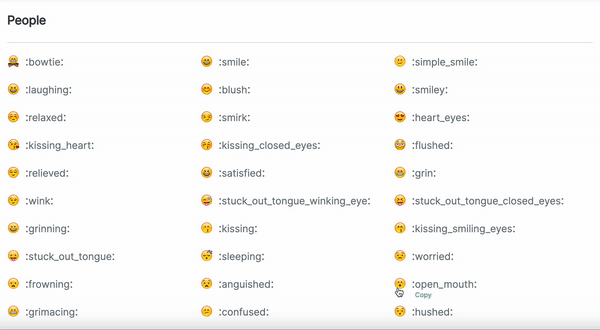 People
:bowtie: :smile: :simple_smile:
:laughing: :blush: :smiley:
:relaxed: :smirk: :heart_eyes:
:kissing_heart: :kissing_closed_eyes: :flushed:
:relieved: :satisfied: :grin:
:wink: :stuck_out_tongue_winking_eye: :stuck_out_tongue_closed_eyes:
:grinning: :kissing: :kissing_smiling_eyes:
:stuck_out_tongue: :sleeping: :worried:
:frowning: :anguished: :open_mouth:
Copy
:grimacing: :confused: :hushed: